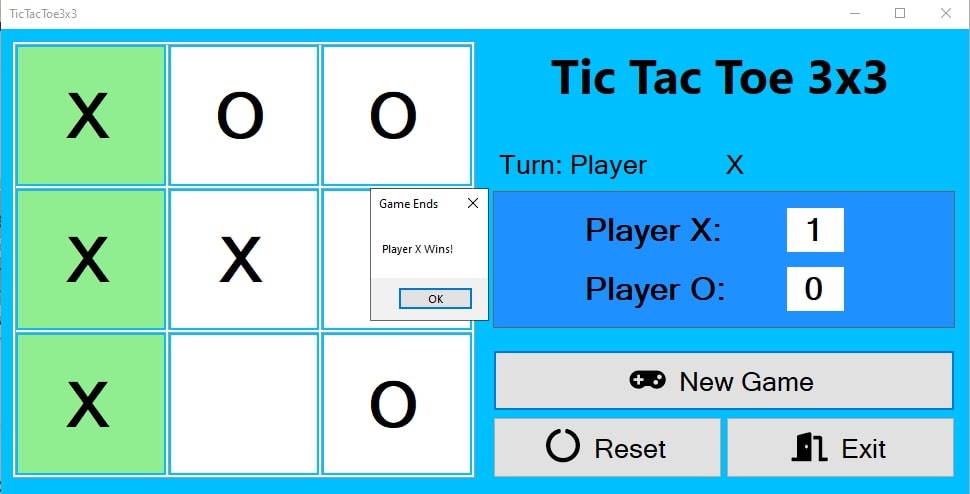 TicTacToe3x3
X O O
X X
X O
Game Ends
Player X Wins!
OK
Tic Tac Toe 3x3
Turn: Player X
Player X: 1
Player O: 0
New Game
Reset
Exit